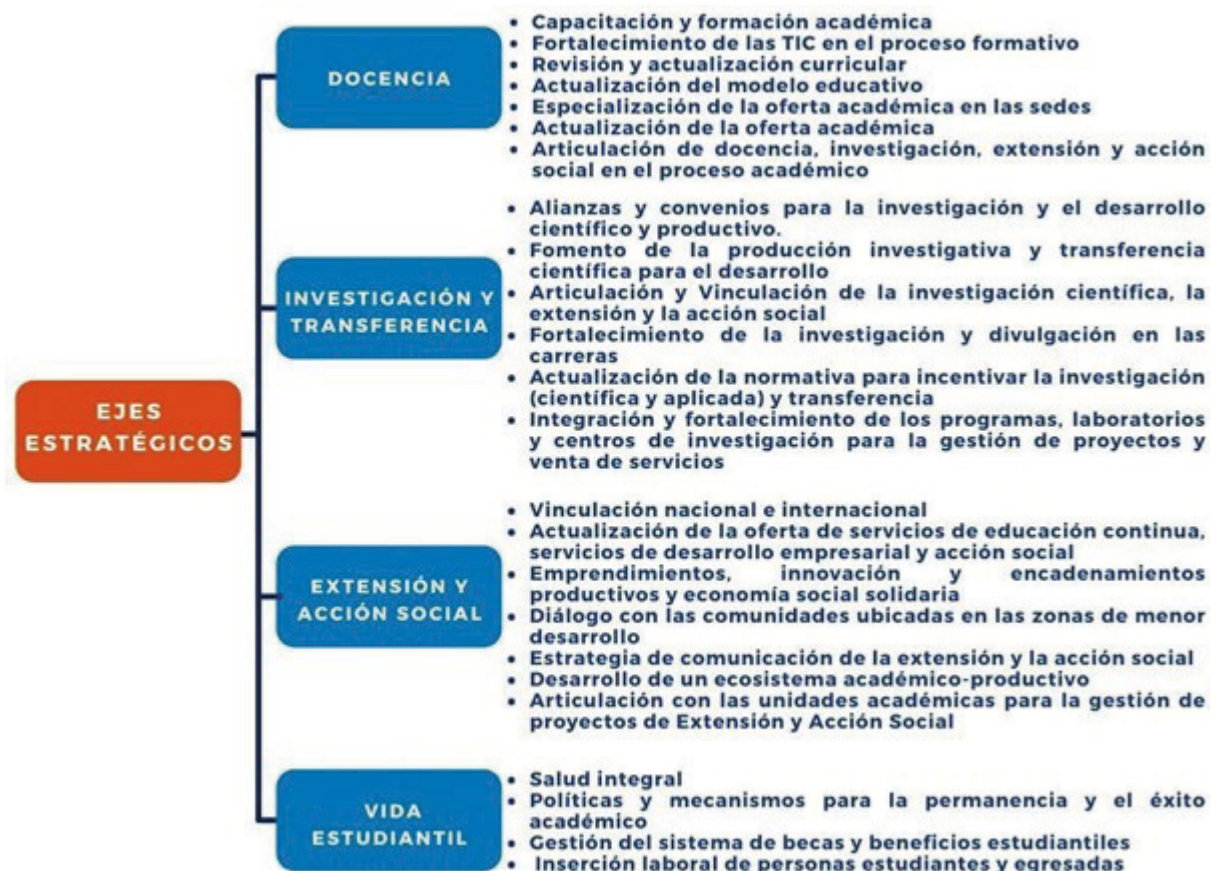 EJES
ESTRATÉGICOS
DOCENCIA
• Capacitación y formación académica
• Fortalecimiento de las TIC en el proceso formativo
• Revisión y actualización curricular
• Actualización del modelo educativo
• Especialización de la oferta académica en las sedes
• Actualización de la oferta académica
• Articulación de docencia, investigación, extensión y acción
social en el proceso académico
INVESTIGACIÓN Y
TRANSFERENCIA
• Alianzas y convenios para la investigación y el desarrollo
científico y productivo.
• Fomento de la producción investigativa y transferencia
científica para el desarrollo
• Articulación y Vinculación de la investigación científica, la
extensión y la acción social
• Fortalecimiento de la investigación y divulgación en las
carreras
• Actualización de la normativa para incentivar la investigación
(científica y aplicada) y transferencia
• Integración y fortalecimiento de los programas, laboratorios
y centros de investigación para la gestión de proyectos y
venta de servicios
EXTENSIÓN Y
ACCIÓN SOCIAL
• Vinculación nacional e internacional
• Actualización de la oferta de servicios de educación continua,
servicios de desarrollo empresarial y acción social
• Emprendimientos, innovación y encadenamientos
productivos y economía social solidaria
• Diálogo con las comunidades ubicadas en las zonas de menor
desarrollo
• Estrategia de comunicación de la extensión y la acción social
• Desarrollo de un ecosistema académico-productivo
• Articulación con las unidades académicas para la gestión de
proyectos de Extensión y Acción Social
VIDA
ESTUDIANTIL
• Salud integral
• Políticas y mecanismos para la permanencia y el éxito
académico
• Gestión del sistema de becas y beneficios estudiantiles
• Inserción laboral de personas estudiantes y egresadas